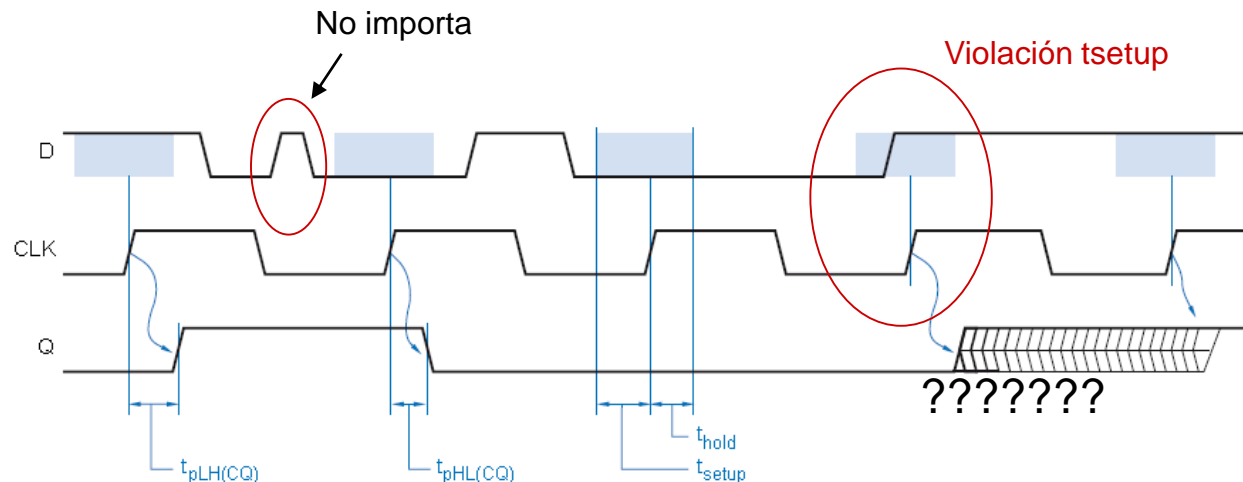 No importa
Violación tsetup
D
CLK
Q
???????
thold
tpLH(CQ)
tpHL(CQ)
tsetup